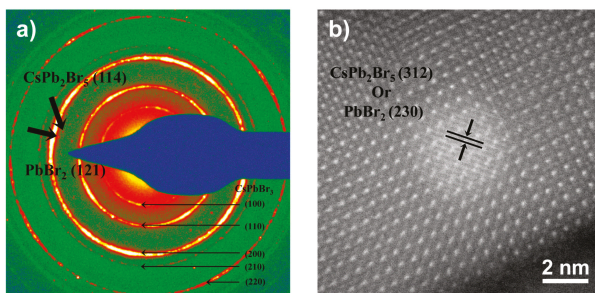 a)
CsPb2Br5 (114)
PbBr2 (121)
CsPbBr3
(100)
(110)
(200)
(210)
(220)
b)
CsPb2Br5 (312)
Or
PbBr2 (230)
2 nm